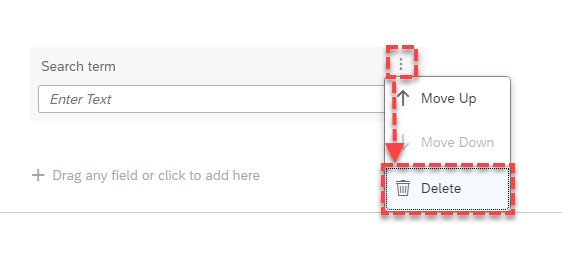 Search term
Enter Text
Move Up
Move Down
Drag any field or click to add here
Delete